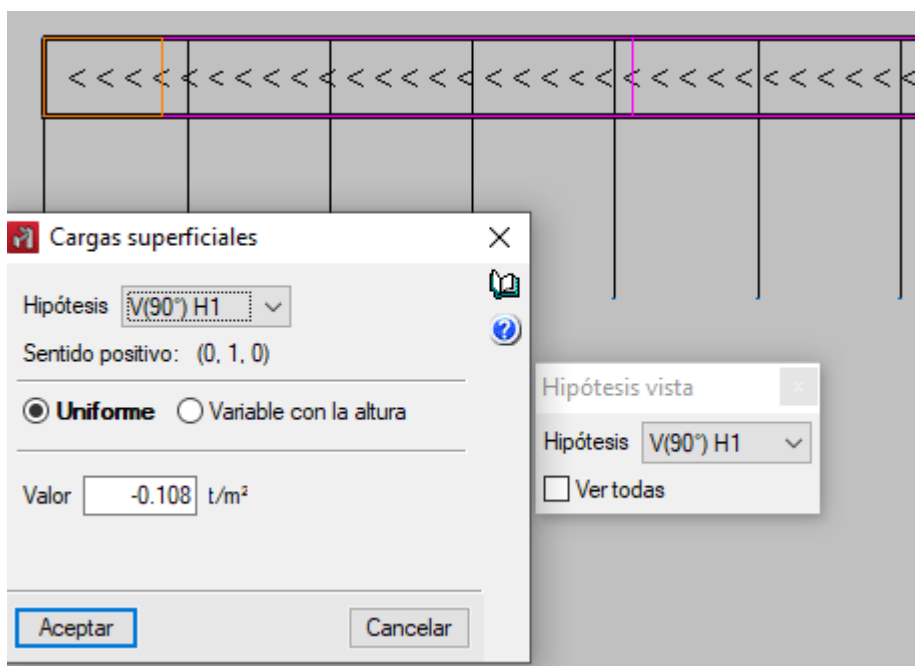 Cargas superficiales
Hipótesis V(90°) H1
Sentido positivo: (0, 1, 0)
Uniforme Variable con la altura
Valor -0.108 t/m²
Aceptar Cancelar
Hipótesis vista
Hipótesis V(90°) H1
Ver todas